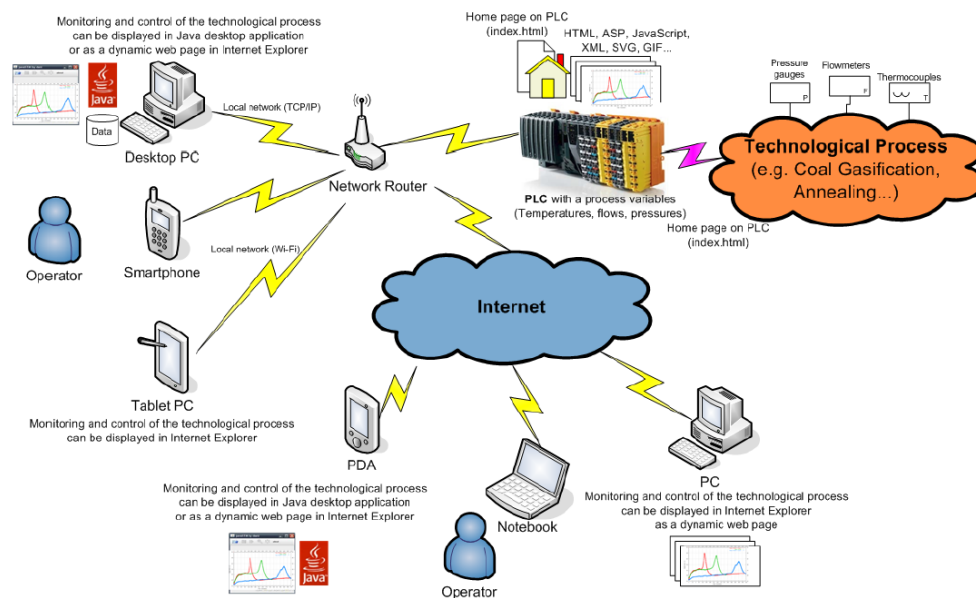 Monitoring and control of the technological process
can be displayed in Java desktop application
or as a dynamic web page in Internet Explorer
Java
Data
Desktop PC
Local network (TCP/IP)
Network Router
Home page on PLC
(index.html)
HTML, ASP, JavaScript,
XML, SVG, GIF...
PLC with a process variables
(Temperatures, flows, pressures)
Pressure
gauges
P
Flowmeters
F
Thermocouples
T
Technological Process
(e.g. Coal Gasification,
Annealing...)
Home page on PLC
(index.html)
Operator
Smartphone
Local network (Wi-Fi)
Internet
Tablet PC
Monitoring and control of the technological process
can be displayed in Internet Explorer
PDA
Monitoring and control of the technological process
can be displayed in Java desktop application
or as a dynamic web page in Internet Explorer
Java
Notebook
Operator
PC
Monitoring and control of the technological process
can be displayed in Internet Explorer
as a dynamic web page